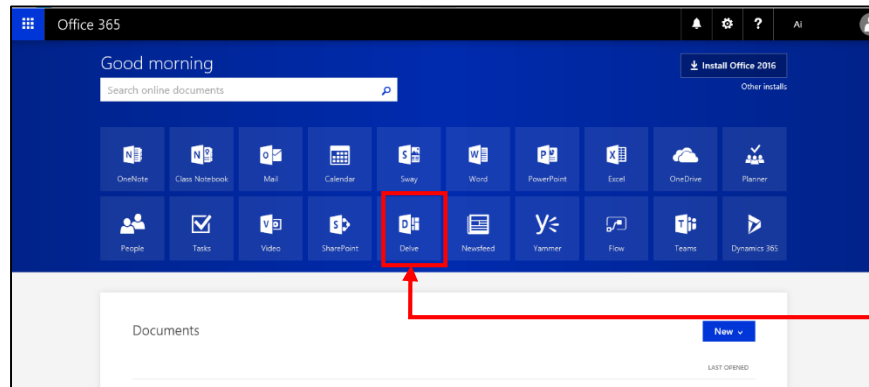 Office 365
?
Ai
Good morning
Install Office 2016
Search online documents
Other installs
N
N
O
S
W
P
X
OneNote
Class Notebook
Mail
Calendar
Sway
Word
PowerPoint
Excel
OneDrive
Planner
V
S
D
Y
T
People
Tasks
Video
SharePoint
Delve
Newsfeed
Yammer
Flow
Teams
Dynamics 365
Documents
New
LAST OPENED